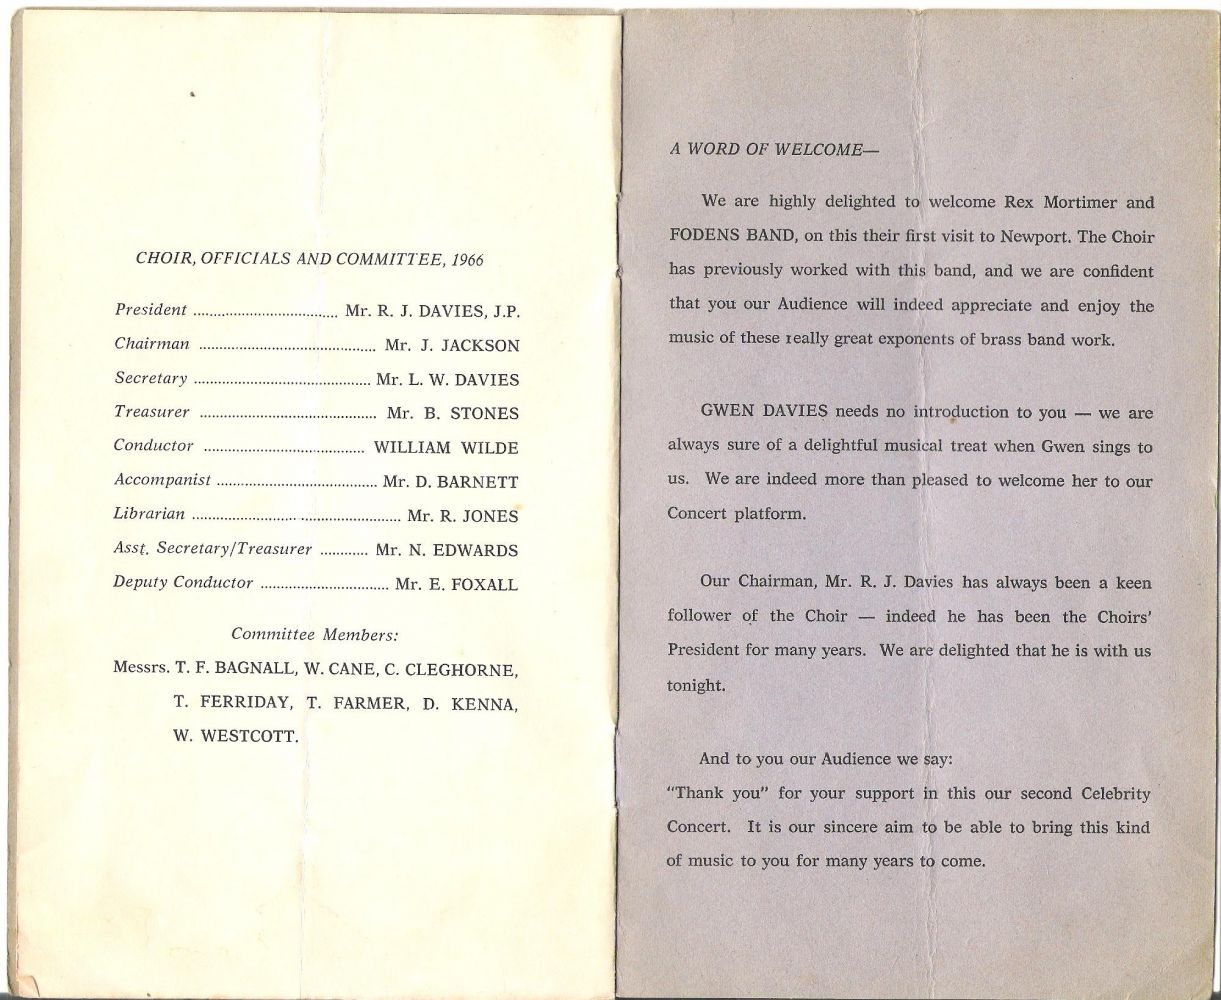 CHOIR, OFFICIALS AND COMMITTEE, 1966
President .................................. Mr. R. J. DAVIES, J.P.
Chairman .......................................... Mr. J. JACKSON
Secretary .......................................... Mr. L. W. DAVIES
Treasurer .......................................... Mr. B. STONES
Conductor ...................................... WILLIAM WILDE
Accompanist ...................................... Mr. D. BARNETT
Librarian ................................................. Mr. R. JONES
Asst. Secretary/Treasurer ............ Mr. N. EDWARDS
Deputy Conductor .............................. Mr. E. FOXALL
Committee Members:
Messrs. T. F. BAGNALL, W. CANE, C. CLEGHORNE,
T. FERRIDAY, T. FARMER, D. KENNA,
W. WESTCOTT.
A WORD OF WELCOME—
We are highly delighted to welcome Rex Mortimer and
FODENS BAND, on this their first visit to Newport. The Choir
has previously worked with this band, and we are confident
that you our Audience will indeed appreciate and enjoy the
music of these really great exponents of brass band work.
GWEN DAVIES needs no introduction to you — we are
always sure of a delightful musical treat when Gwen sings to
us. We are indeed more than pleased to welcome her to our
Concert platform.
Our Chairman, Mr. R. J. Davies has always been a keen
follower of the Choir — indeed he has been the Choirs'
President for many years. We are delighted that he is with us
tonight.
And to you our Audience we say:
"Thank you" for your support in this our second Celebrity
Concert. It is our sincere aim to be able to bring this kind
of music to you for many years to come.